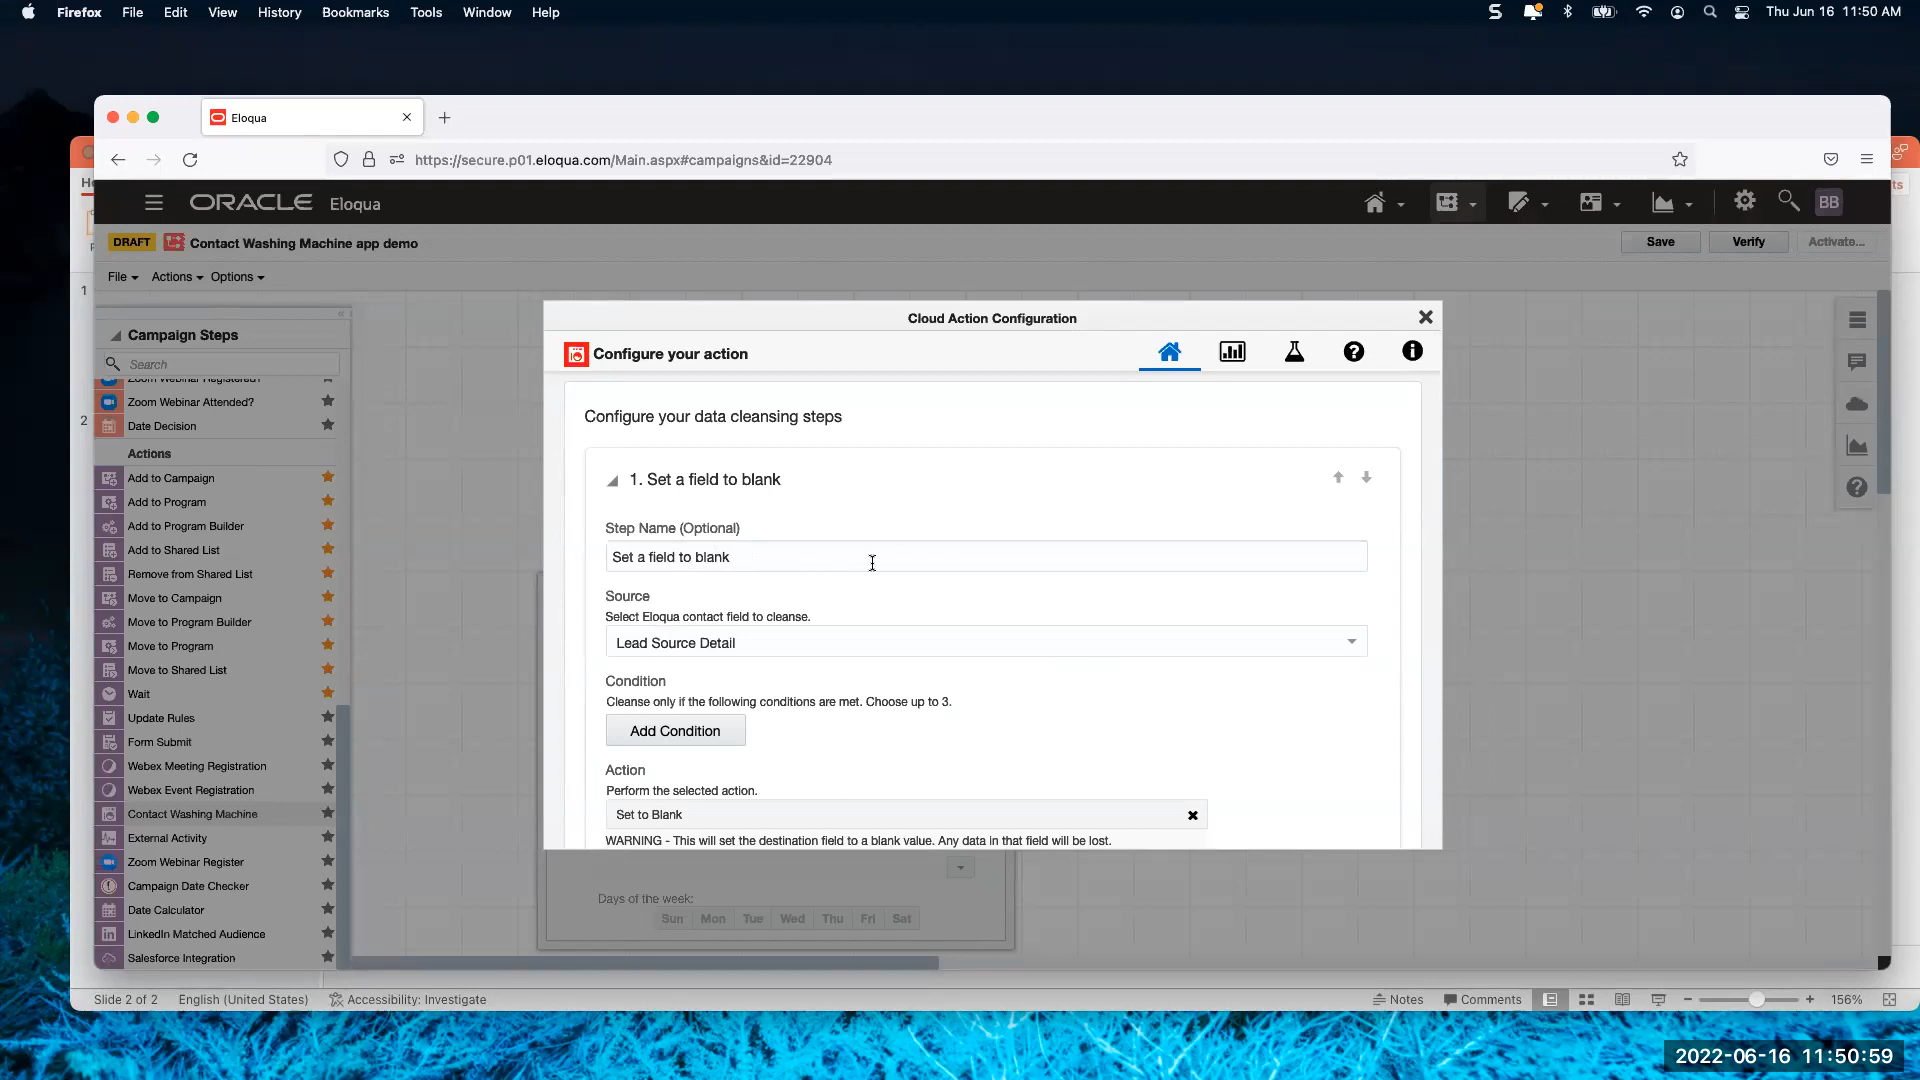 Firefox File Edit View History Bookmarks Tools Window Help
Thu Jun 16 11:50 AM
Eloqua
https://secure.p01.eloqua.com/Main.aspx#campaigns&id=22904
ORACLE Eloqua
BB
DRAFT Contact Washing Machine app demo
Save
Verify
Activate...
File Actions Options
1
2
Campaign Steps
Search
Zoom Webinar Registered?
Zoom Webinar Attended?
Date Decision
Actions
Add to Campaign
Add to Program
Add to Program Builder
Add to Shared List
Remove from Shared List
Move to Campaign
Move to Program Builder
Move to Program
Move to Shared List
Wait
Update Rules
Form Submit
Webex Meeting Registration
Webex Event Registration
Contact Washing Machine
External Activity
Zoom Webinar Register
Campaign Date Checker
Date Calculator
LinkedIn Matched Audience
Salesforce Integration
Cloud Action Configuration
Configure your action
Configure your data cleansing steps
1. Set a field to blank
Step Name (Optional)
Set a field to blank
Source
Select Eloqua contact field to cleanse.
Lead Source Detail
Condition
Cleanse only if the following conditions are met. Choose up to 3.
Add Condition
Action
Perform the selected action.
Set to Blank
WARNING - This will set the destination field to a blank value. Any data in that field will be lost.
Days of the week:
Sun Mon Tue Wed Thu Fri Sat
Slide 2 of 2 English (United States) Accessibility: Investigate
Notes Comments 156%
2022-06-16 11:50:59